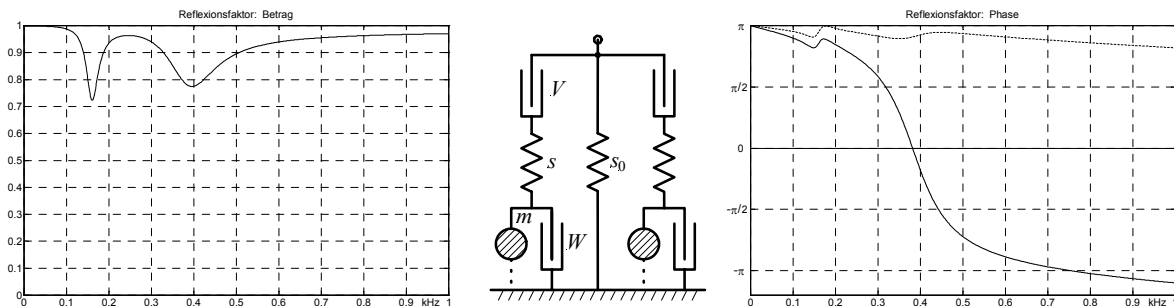 Reflexionsfaktor: Betrag
1
0.9
0.8
0.7
0.6
0.5
0.4
0.3
0.2
0.1
0
0 0.1 0.2 0.3 0.4 0.5 0.6 0.7 0.8 0.9 kHz 1
V
s
s0
m
W
Reflexionsfaktor: Phase
π
π/2
0
-π/2
-π
0 0.1 0.2 0.3 0.4 0.5 0.6 0.7 0.8 0.9 kHz 1